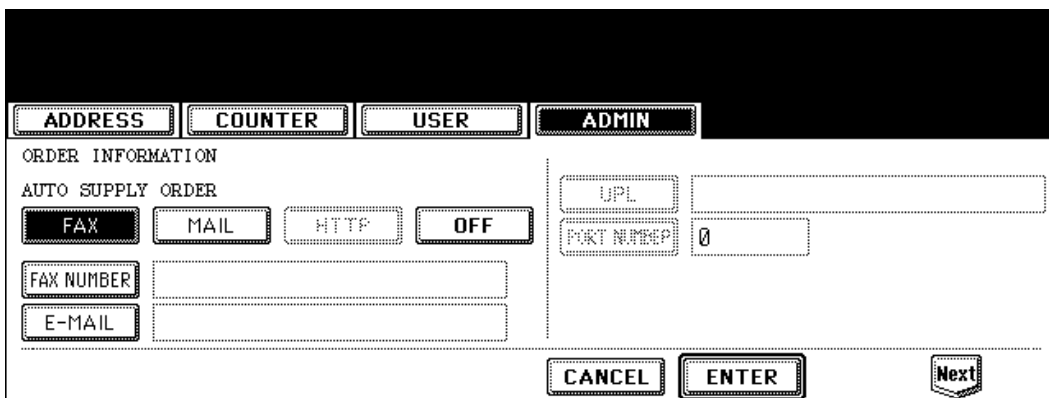 ADDRESS COUNTER USER ADMIN
ORDER INFORMATION
AUTO SUPPLY ORDER
FAX MAIL HTTP OFF
FAX NUMBER
E-MAIL
URL
PORT NUMBER 0
CANCEL ENTER Next